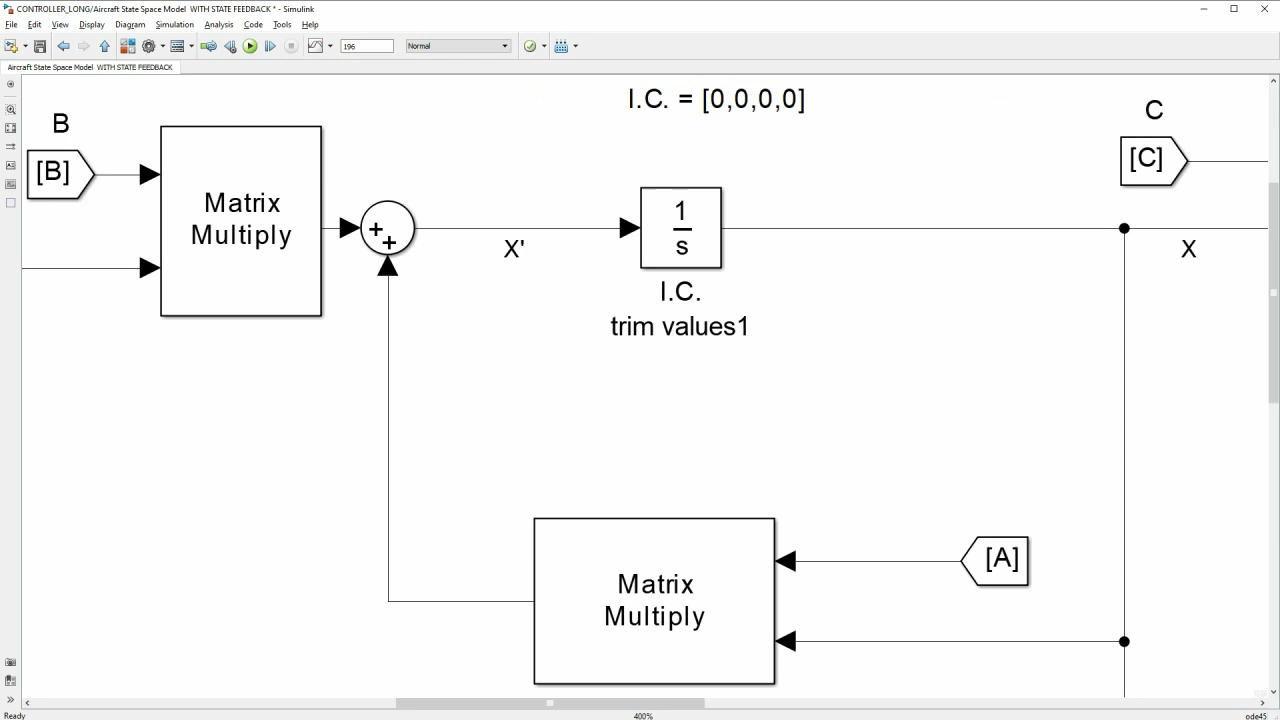 CONTROLLER_LONG/Aircraft State Space Model  WITH STATE FEEDBACK * - Simulink
File Edit View Display Diagram Simulation Analysis Code Tools Help
196 Normal
Aircraft State Space Model  WITH STATE FEEDBACK
I.C. = [0,0,0,0]
B
C
[B]
[C]
Matrix
Multiply
+
+
X'
1
s
X
I.C.
trim values1
[A]
Matrix
Multiply
Ready 400% ode45